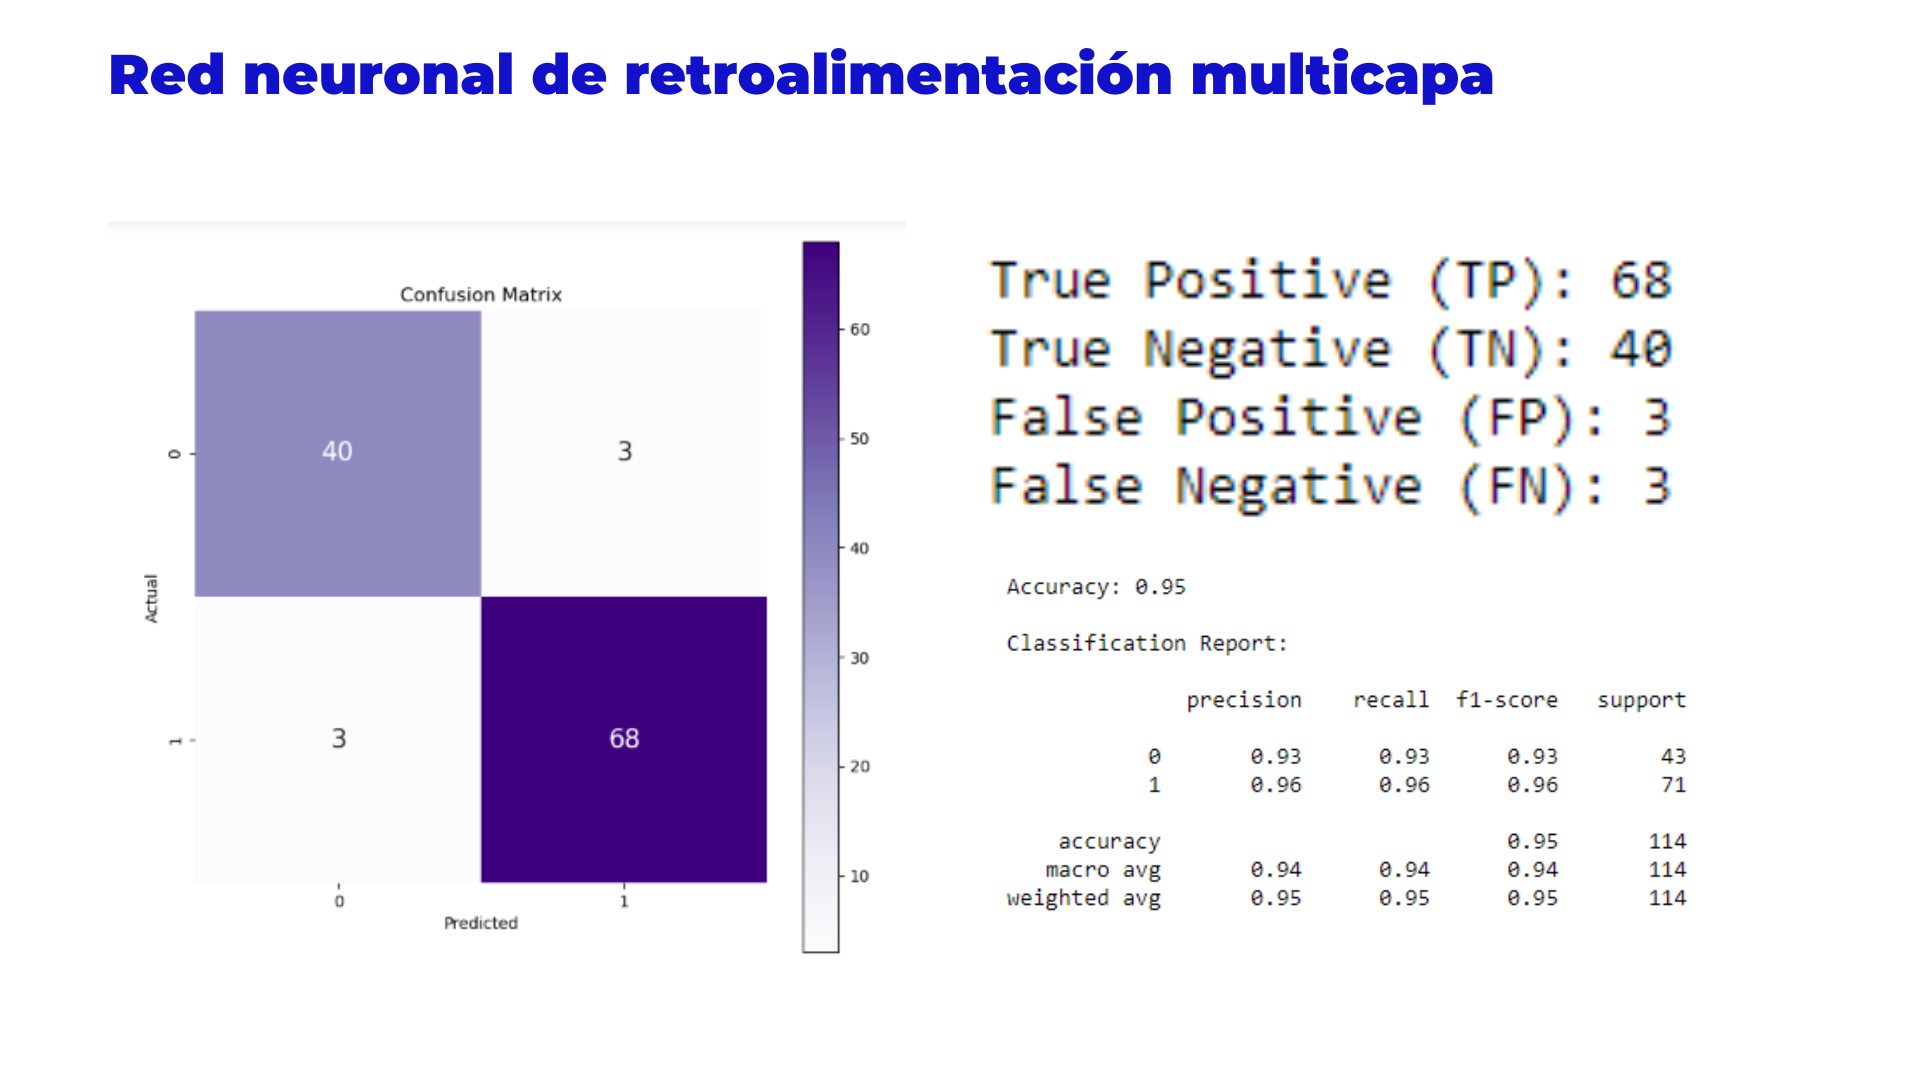 Red neuronal de retroalimentación multicapa
Confusion Matrix
0
40
3
Actual
1
3
68
0
1
Predicted
60
50
40
30
20
10
True Positive (TP): 68
True Negative (TN): 40
False Positive (FP): 3
False Negative (FN): 3
Accuracy: 0.95
Classification Report:
precision recall f1-score support
0 0.93 0.93 0.93 43
1 0.96 0.96 0.96 71
accuracy 0.95 114
macro avg 0.94 0.94 0.94 114
weighted avg 0.95 0.95 0.95 114